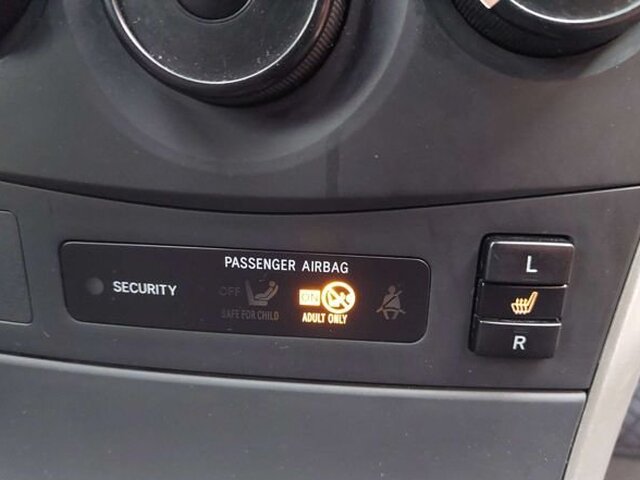 PASSENGER AIRBAG
SECURITY
OFF
ON
SAFE FOR CHILD
ADULT ONLY
L
R